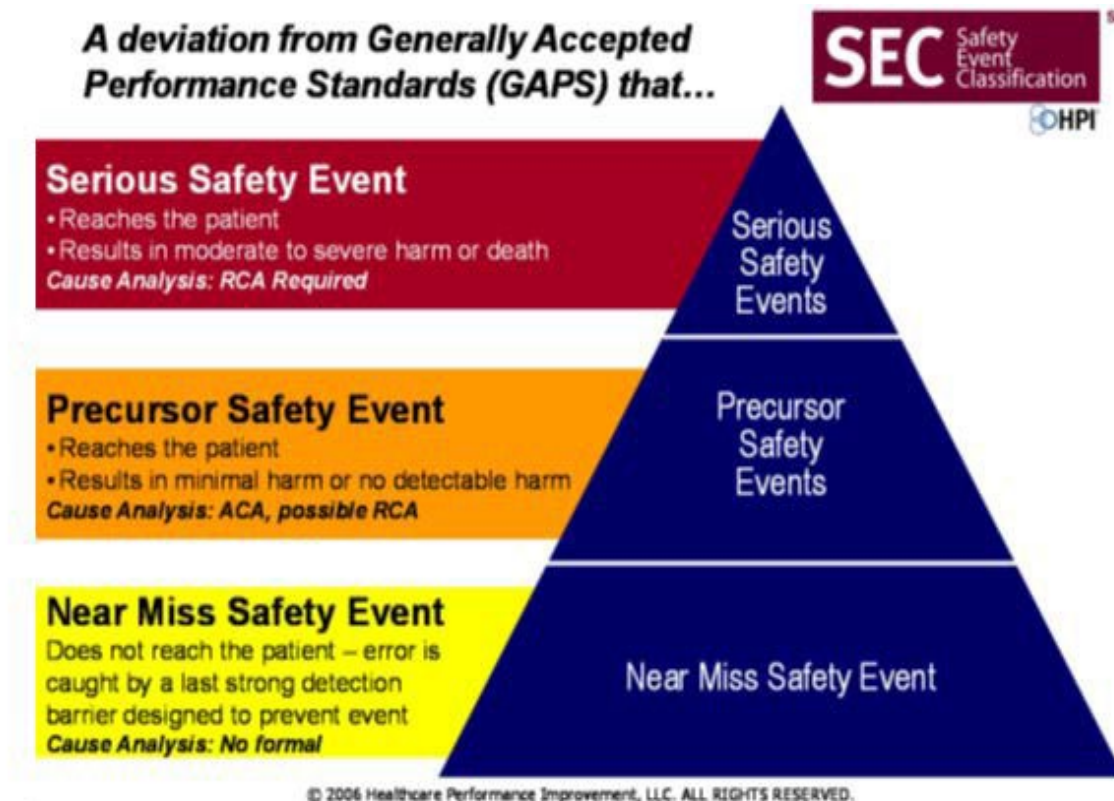 A deviation from Generally Accepted
Performance Standards (GAPS) that...
SEC Safety
Event
Classification
HPI
Serious Safety Event
• Reaches the patient
• Results in moderate to severe harm or death
Cause Analysis: RCA Required
Serious
Safety
Events
Precursor Safety Event
• Reaches the patient
• Results in minimal harm or no detectable harm
Cause Analysis: ACA, possible RCA
Precursor
Safety
Events
Near Miss Safety Event
Does not reach the patient – error is
caught by a last strong detection
barrier designed to prevent event
Cause Analysis: No formal
Near Miss Safety Event
© 2006 Healthcare Performance Improvement, LLC. ALL RIGHTS RESERVED.